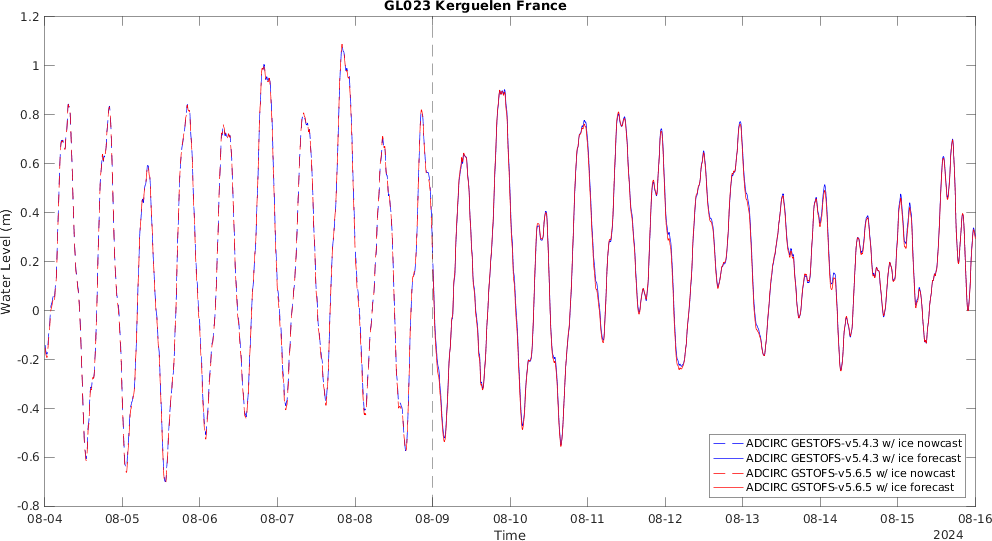 GL023 Kerguelen France
1.2
1
0.8
0.6
0.4
0.2
0
-0.2
-0.4
-0.6
-0.8
Water Level (m)
ADCIRC GESTOFS-v5.4.3 w/ ice nowcast
ADCIRC GESTOFS-v5.4.3 w/ ice forecast
ADCIRC GSTOFS-v5.6.5 w/ ice nowcast
ADCIRC GSTOFS-v5.6.5 w/ ice forecast
08-04 08-05 08-06 08-07 08-08 08-09 08-10 08-11 08-12 08-13 08-14 08-15 08-16
Time
2024